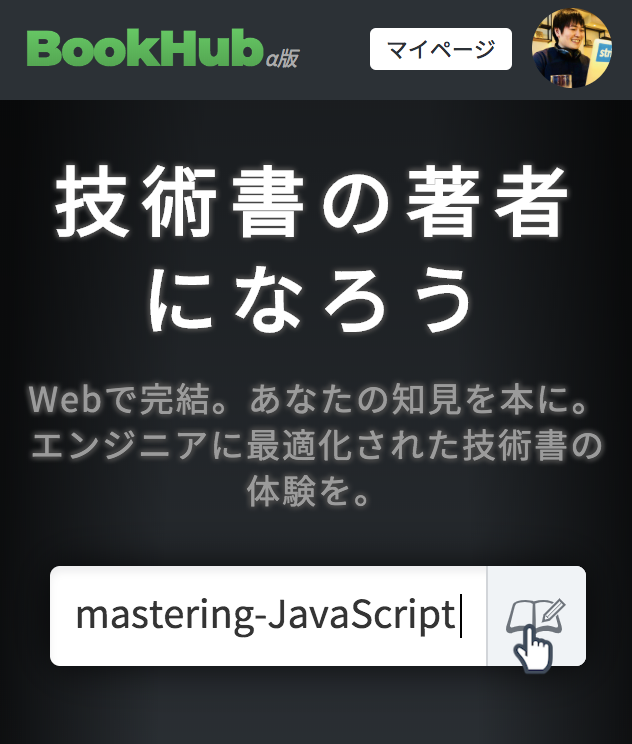 BookHub α版
マイページ
技術書の著者
になろう
Webで完結。あなたの知見を本に。
エンジニアに最適化された技術書の
体験を。
mastering-JavaScript